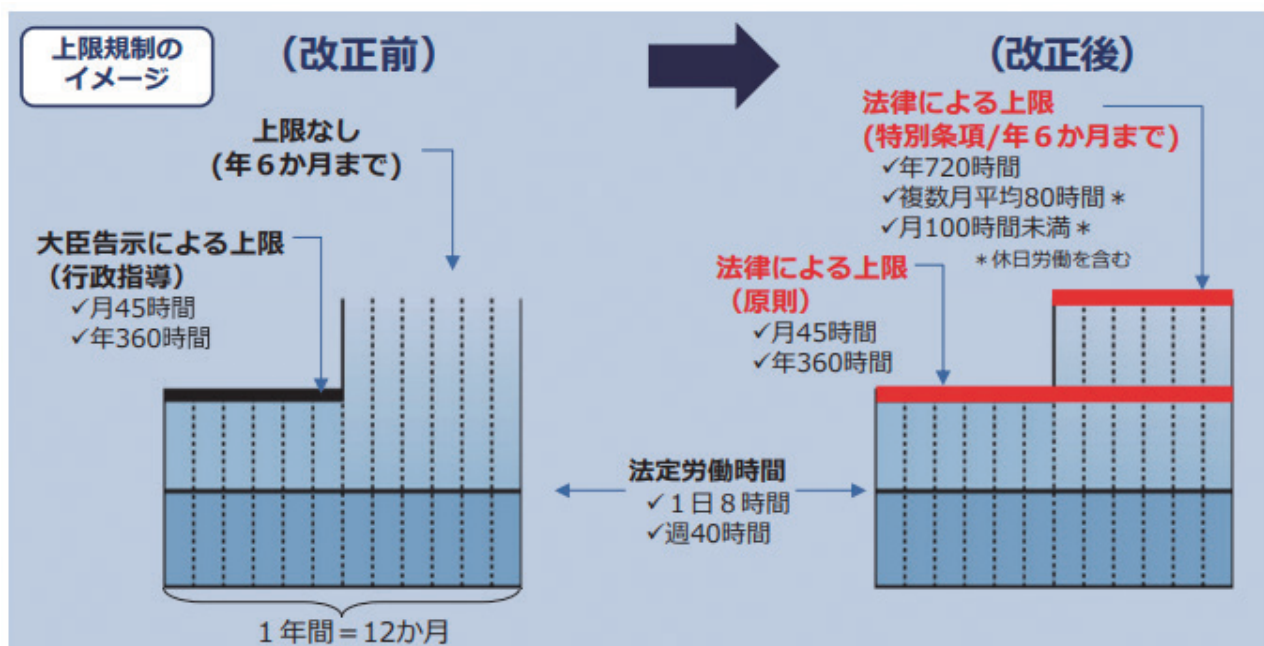 上限規制の
イメージ
（改正前）
（改正後）
上限なし
(年６か月まで)
大臣告示による上限
（行政指導）
✓月45時間
✓年360時間
法律による上限
(特別条項/年６か月まで)
✓年720時間
✓複数月平均80時間＊
✓月100時間未満＊
＊休日労働を含む
法律による上限
（原則）
✓月45時間
✓年360時間
法定労働時間
✓１日８時間
✓週40時間
１年間＝12か月